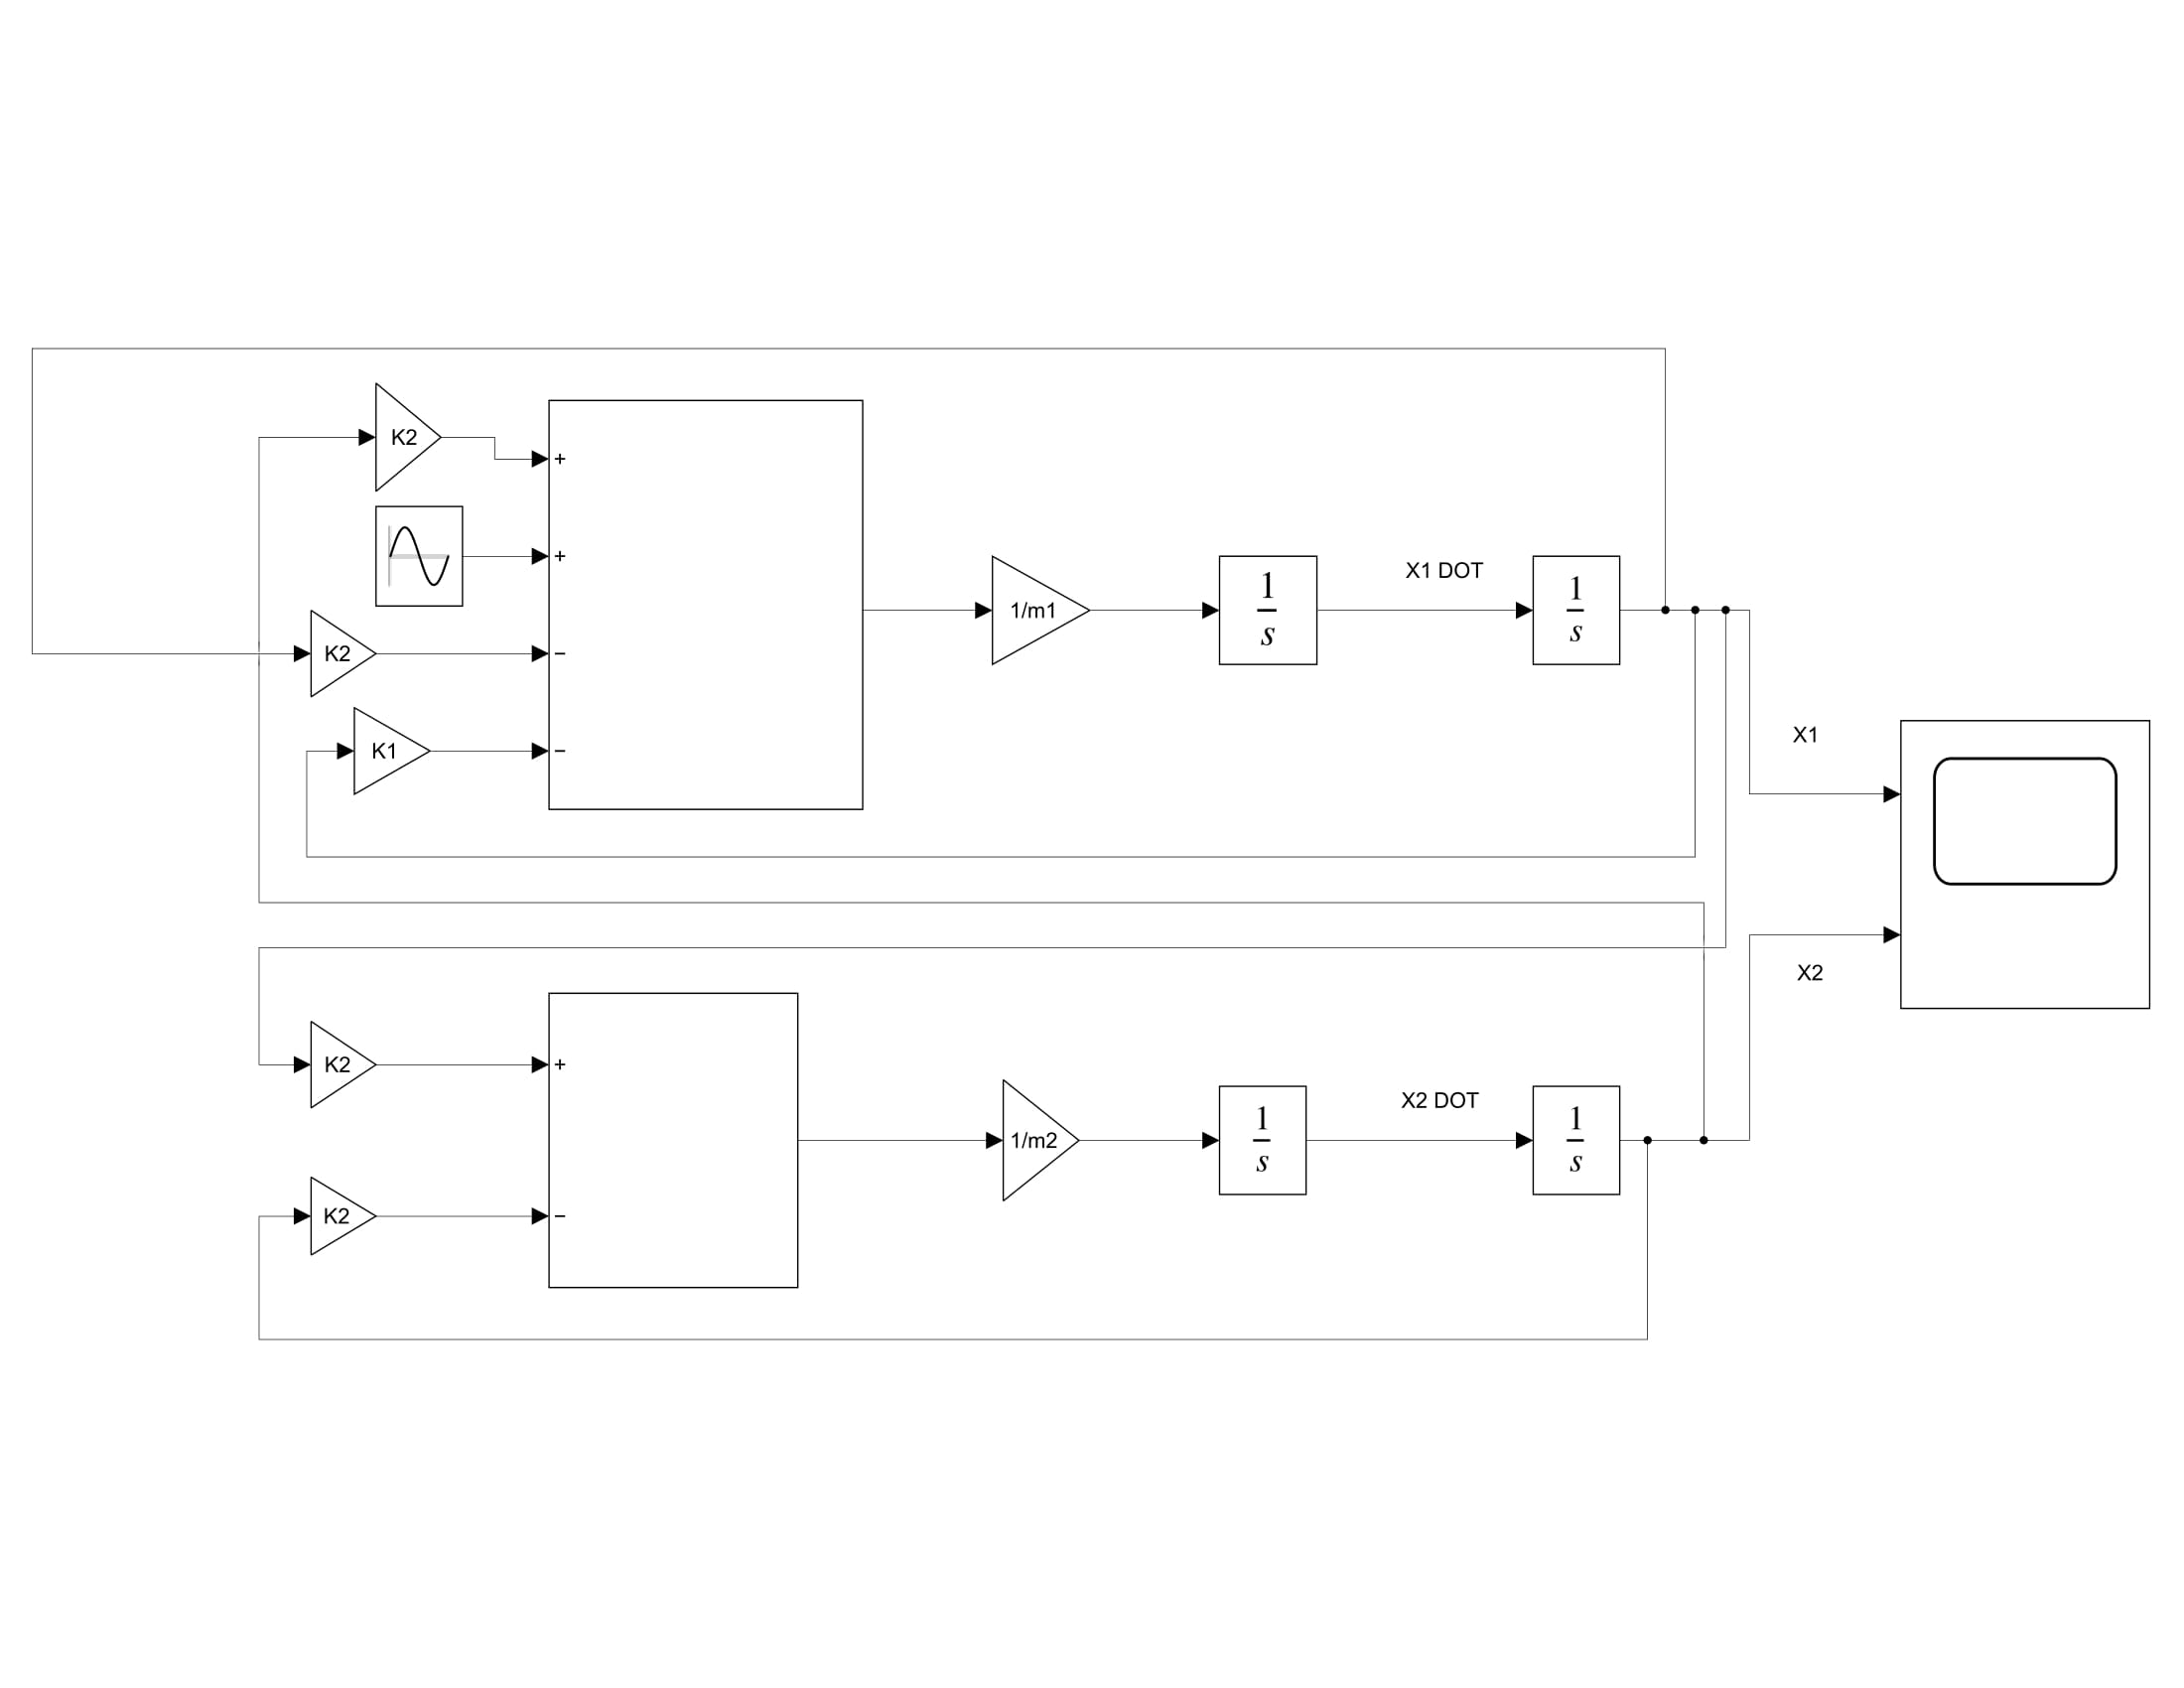 K2
+
+
K2
−
K1
−
1/m1
1
s
X1 DOT
1
s
X1
X2
K2
+
K2
−
1/m2
1
s
X2 DOT
1
s